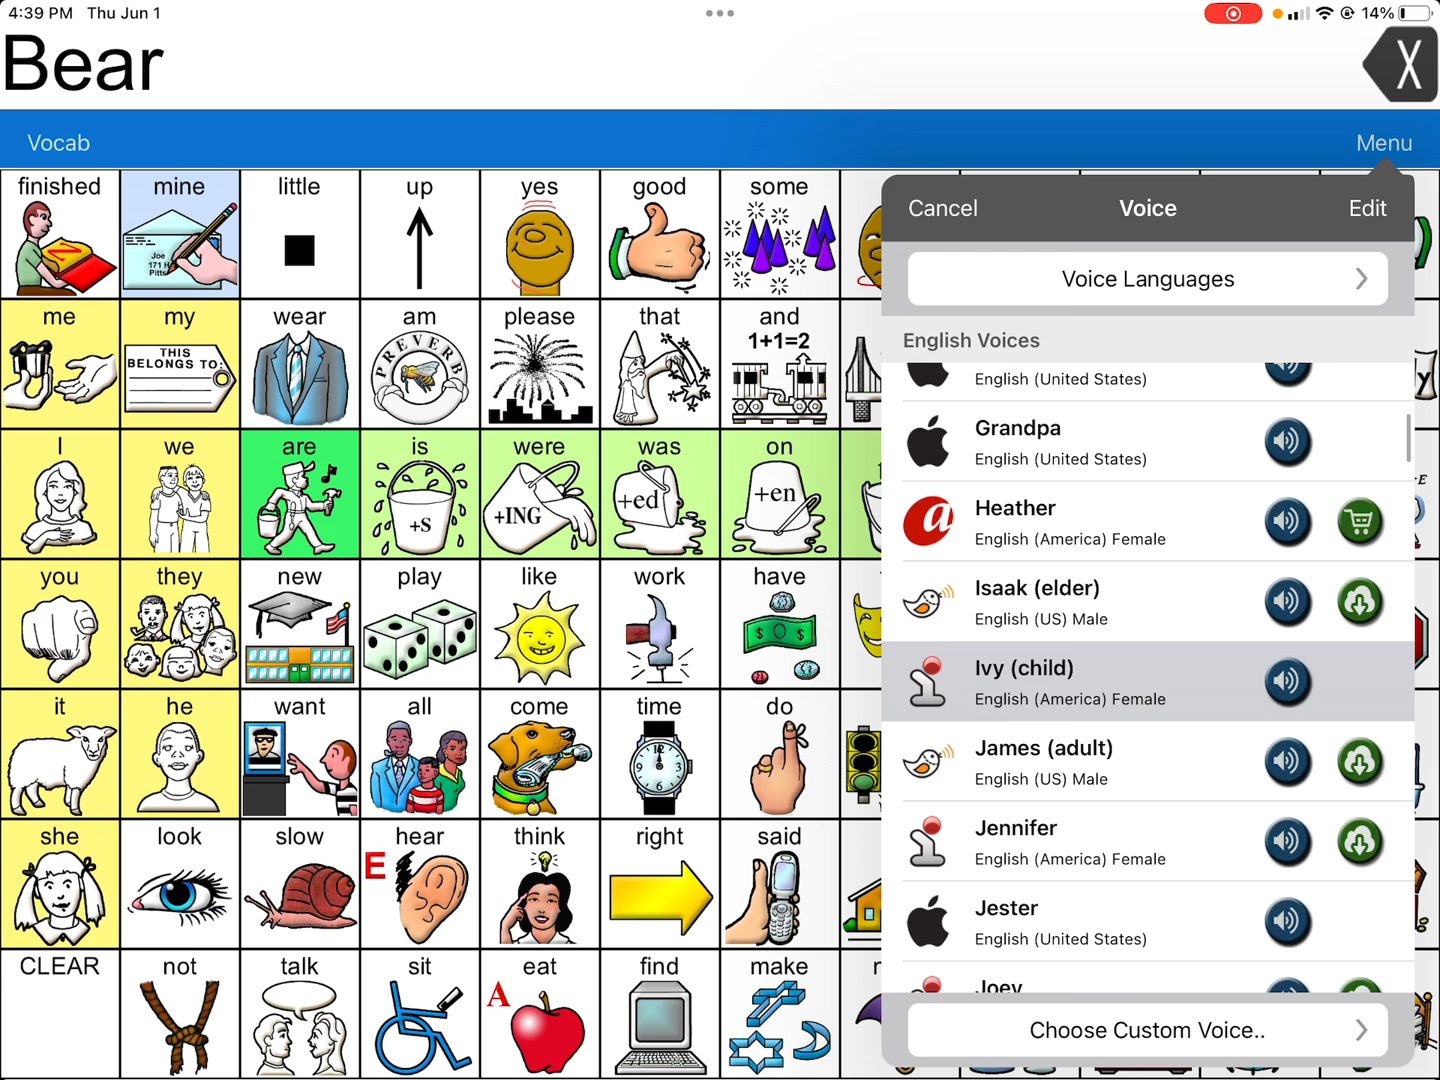 4:39 PM Thu Jun 1
14%
Bear
X
Vocab
Menu
finished mine little up yes good some
Joe
171 H
Pitts
me my wear am please that and
THIS
BELONGS TO:
PREVERB
1+1=2
y
I we are is were was on
+S
+ING
+ed
+en
E
you they new play like work have
$ $
it he want all come time do
she look slow hear think right said
E
CLEAR not talk sit eat find make
A
Cancel Voice Edit
Voice Languages
English Voices
English (United States)
Grandpa
English (United States)
a
Heather
English (America) Female
Isaak (elder)
English (US) Male
Ivy (child)
English (America) Female
James (adult)
English (US) Male
Jennifer
English (America) Female
Jester
English (United States)
Joey
Choose Custom Voice..